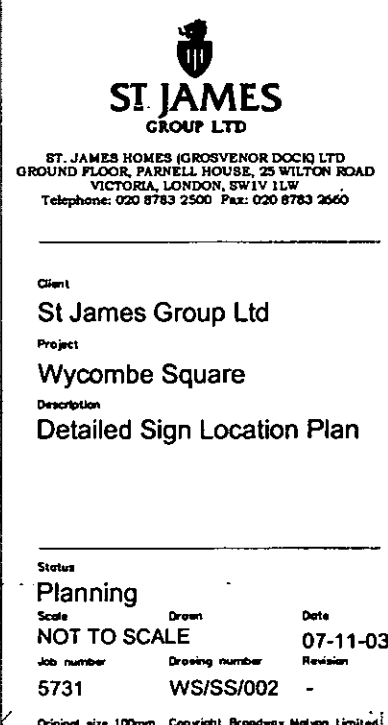 ST. JAMES
GROUP LTD
ST. JAMES HOMES (GROSVENOR DOCK) LTD
GROUND FLOOR, PARNELL HOUSE, 25 WILTON ROAD
VICTORIA, LONDON, SW1V 1LW
Telephone: 020 8783 2500 Fax: 020 8783 2660
Client
St James Group Ltd
Project
Wycombe Square
Description
Detailed Sign Location Plan
Status
Planning
Scale Drawn Date
NOT TO SCALE 07-11-03
Job number Drawing number Revision
5731 WS/SS/002 -
Original size 100mm Copyright Broadway Malyan Limited